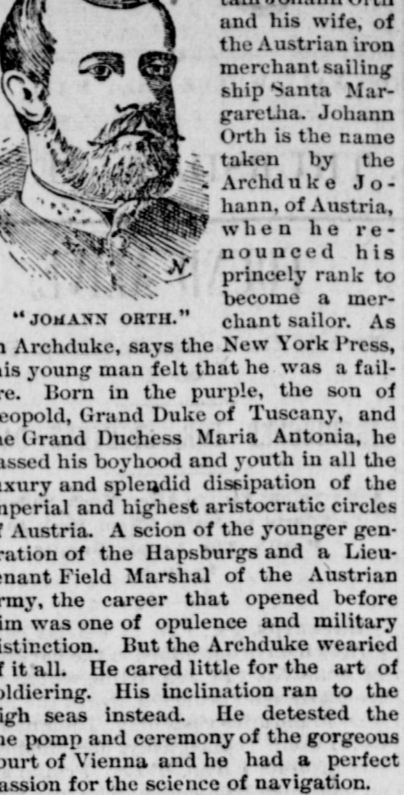 tain Johann Orth
and his wife, of
the Austrian iron
merchant sailing
ship Santa Mar-
garetha. Johann
Orth is the name
taken by the
Archduke Jo-
hann, of Austria,
when he re-
nounced his
princely rank to
become a mer-
N
"JOHANN ORTH." chant sailor. As
n Archduke, says the New York Press,
his young man felt that he was a fail-
re. Born in the purple, the son of
eopold, Grand Duke of Tuscany, and
he Grand Duchess Maria Antonia, he
assed his boyhood and youth in all the
uxury and splendid dissipation of the
mperial and highest aristocratic circles
f Austria. A scion of the younger gen-
ration of the Hapsburgs and a Lieu-
enant Field Marshal of the Austrian
rmy, the career that opened before
im was one of opulence and military
istinction. But the Archduke wearied
f it all. He cared little for the art of
oldiering. His inclination ran to the
igh seas instead. He detested the
he pomp and ceremony of the gorgeous
ourt of Vienna and he had a perfect
assion for the science of navigation.